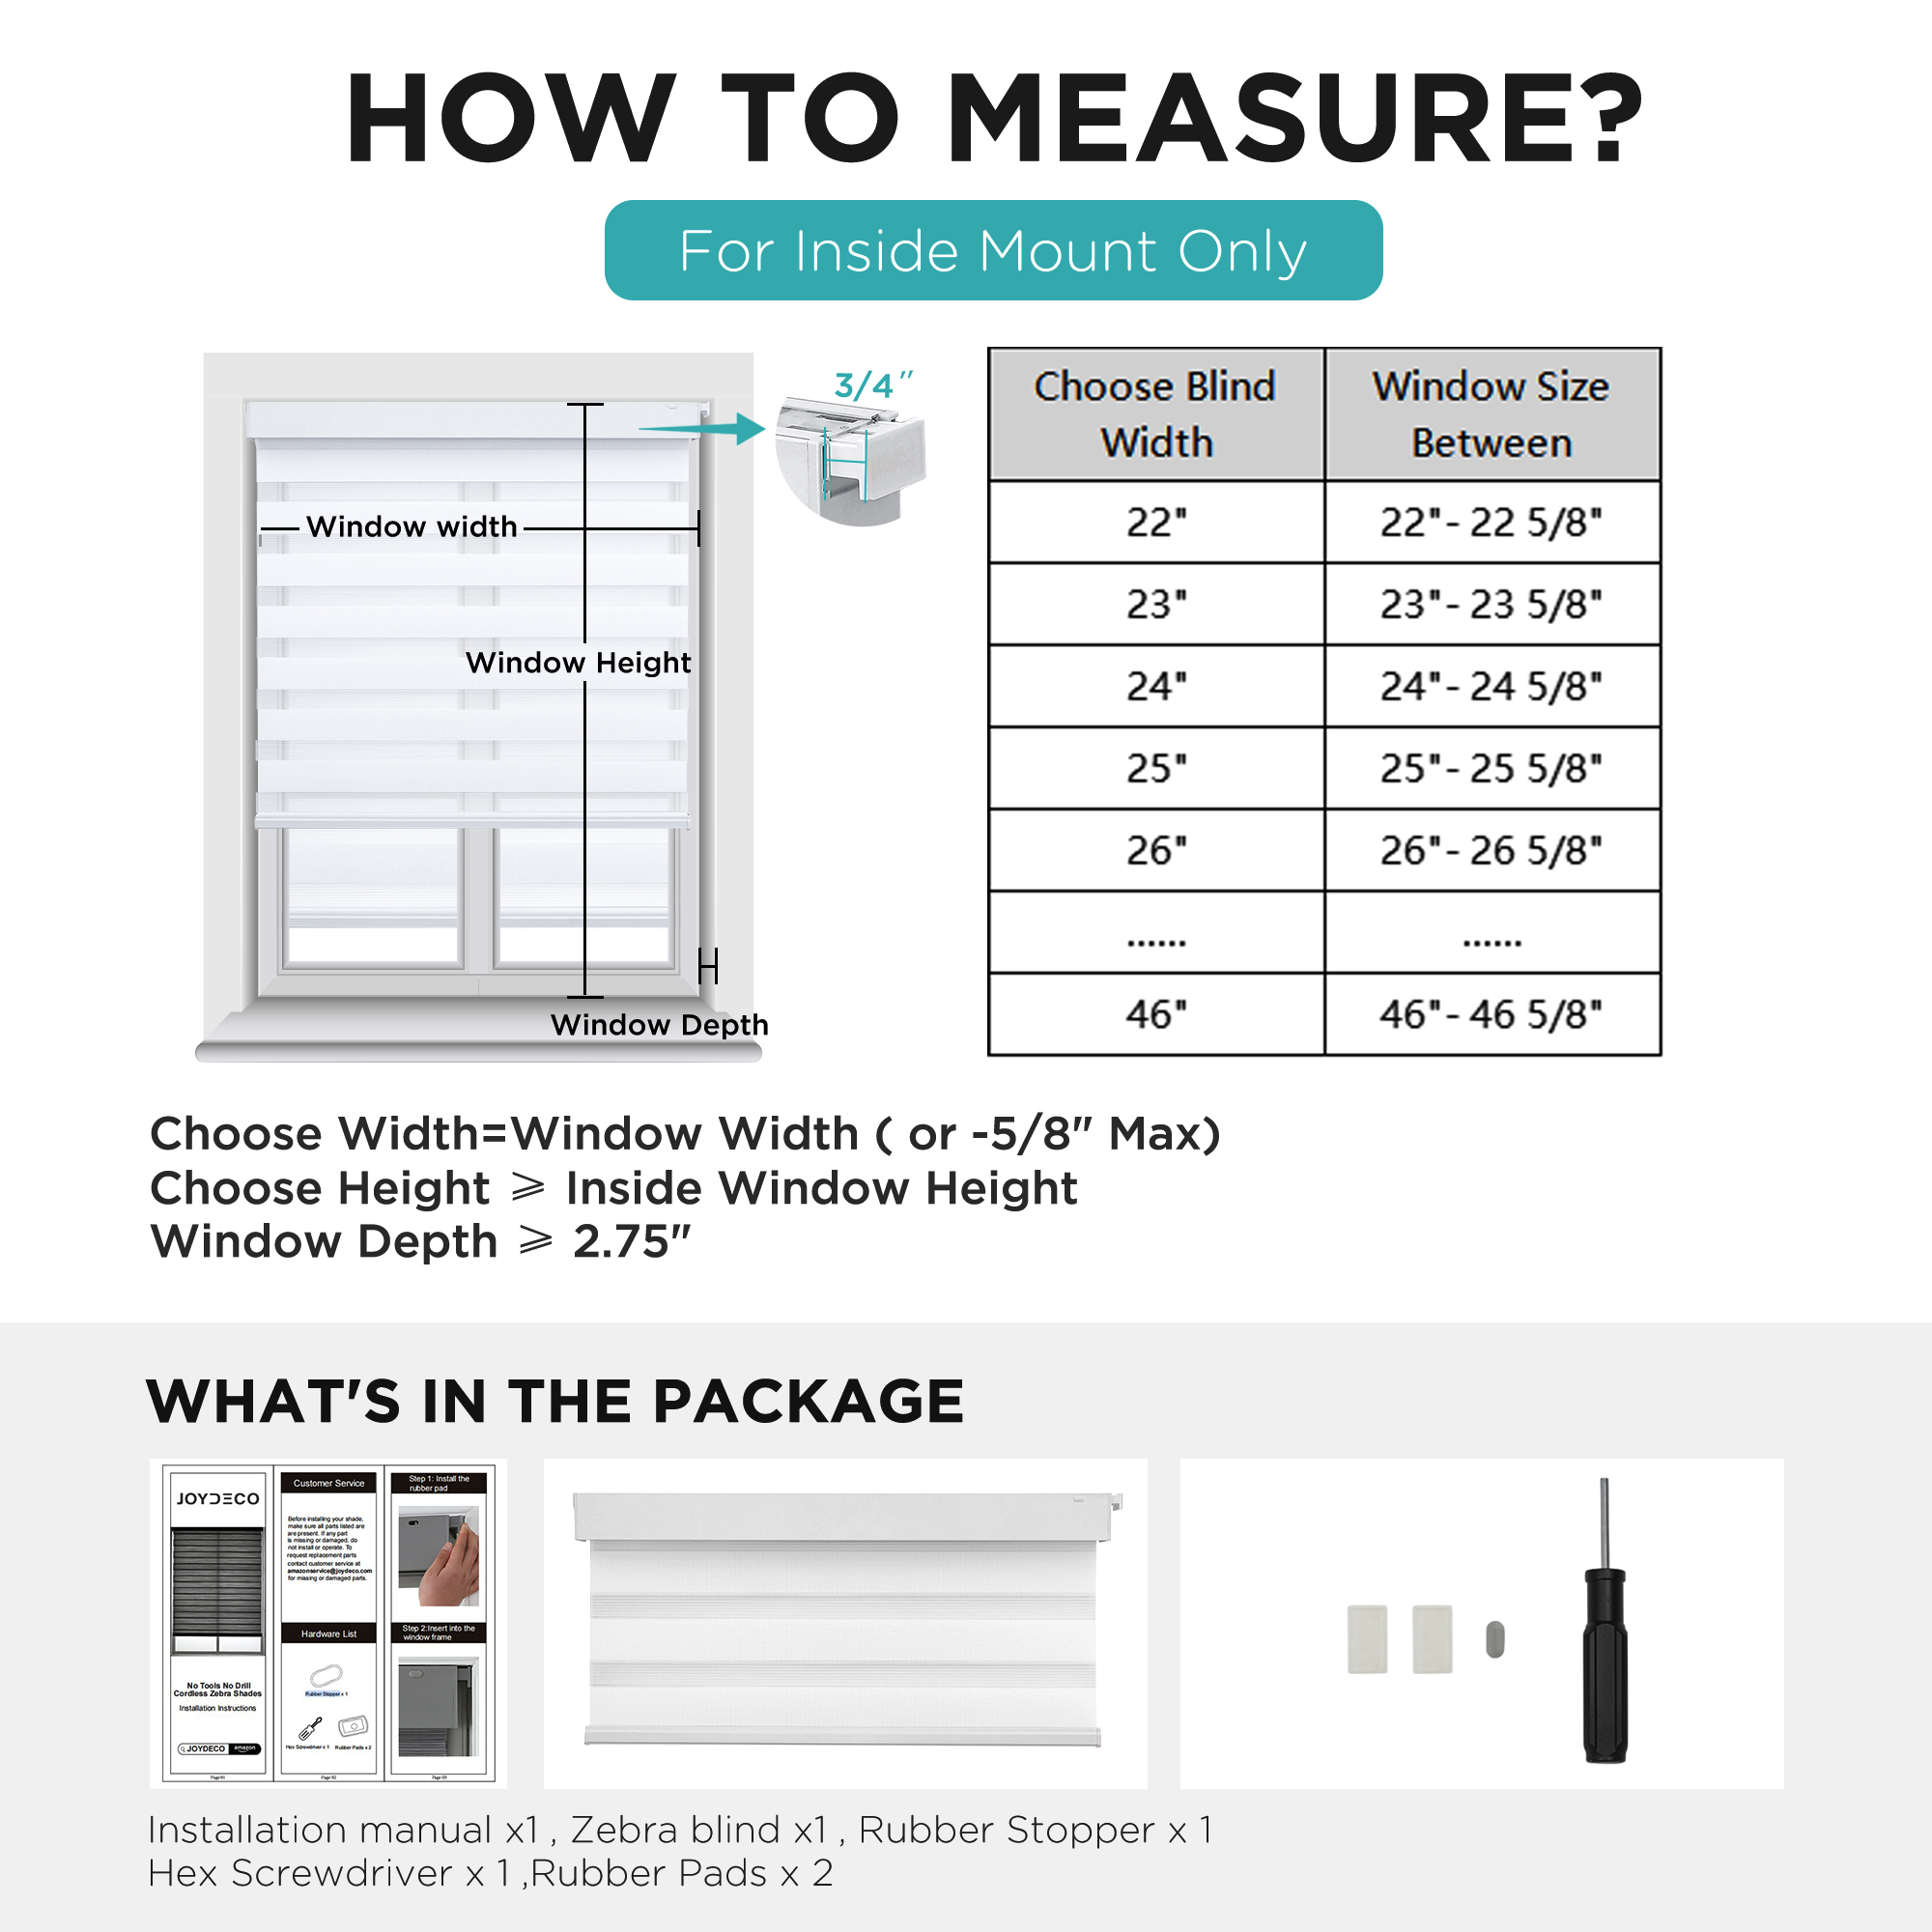 HOW TO MEASURE?
For Inside Mount Only
3/4"
Window width
Window Height
Window Depth
Choose Blind Width
Window Size Between
22"
22"- 22 5/8"
23"
23"- 23 5/8"
24"
24"- 24 5/8"
25"
25"- 25 5/8"
26"
26"- 26 5/8"
......
......
46"
46"- 46 5/8"
Choose Width=Window Width ( or -5/8" Max)
Choose Height ⩾ Inside Window Height
Window Depth ⩾ 2.75"
WHAT'S IN THE PACKAGE
JOYDECO
No Tools No Drill
Cordless Zebra Shades
Installation Instructions
JOYDECO amazon
Page 01
Customer Service
Before installing your shade,
make sure all parts listed are
are present. If any part
is missing or damaged, do
not install or operate. To
request replacement parts
contact customer service at
amazonservice@joydeco.com
for missing or damaged parts.
Hardware List
Rubber Stopper x 1
Hex Screwdriver x 1
Rubber Pads x 2
Page 02
Step 1: Install the
rubber pad
Step 2:Insert into the
window frame
Page 03
Installation manual x1 , Zebra blind x1 , Rubber Stopper x 1
Hex Screwdriver x 1 ,Rubber Pads x 2